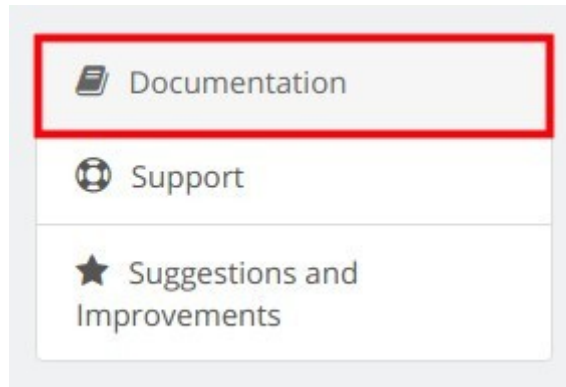 Documentation
Support
Suggestions and
Improvements